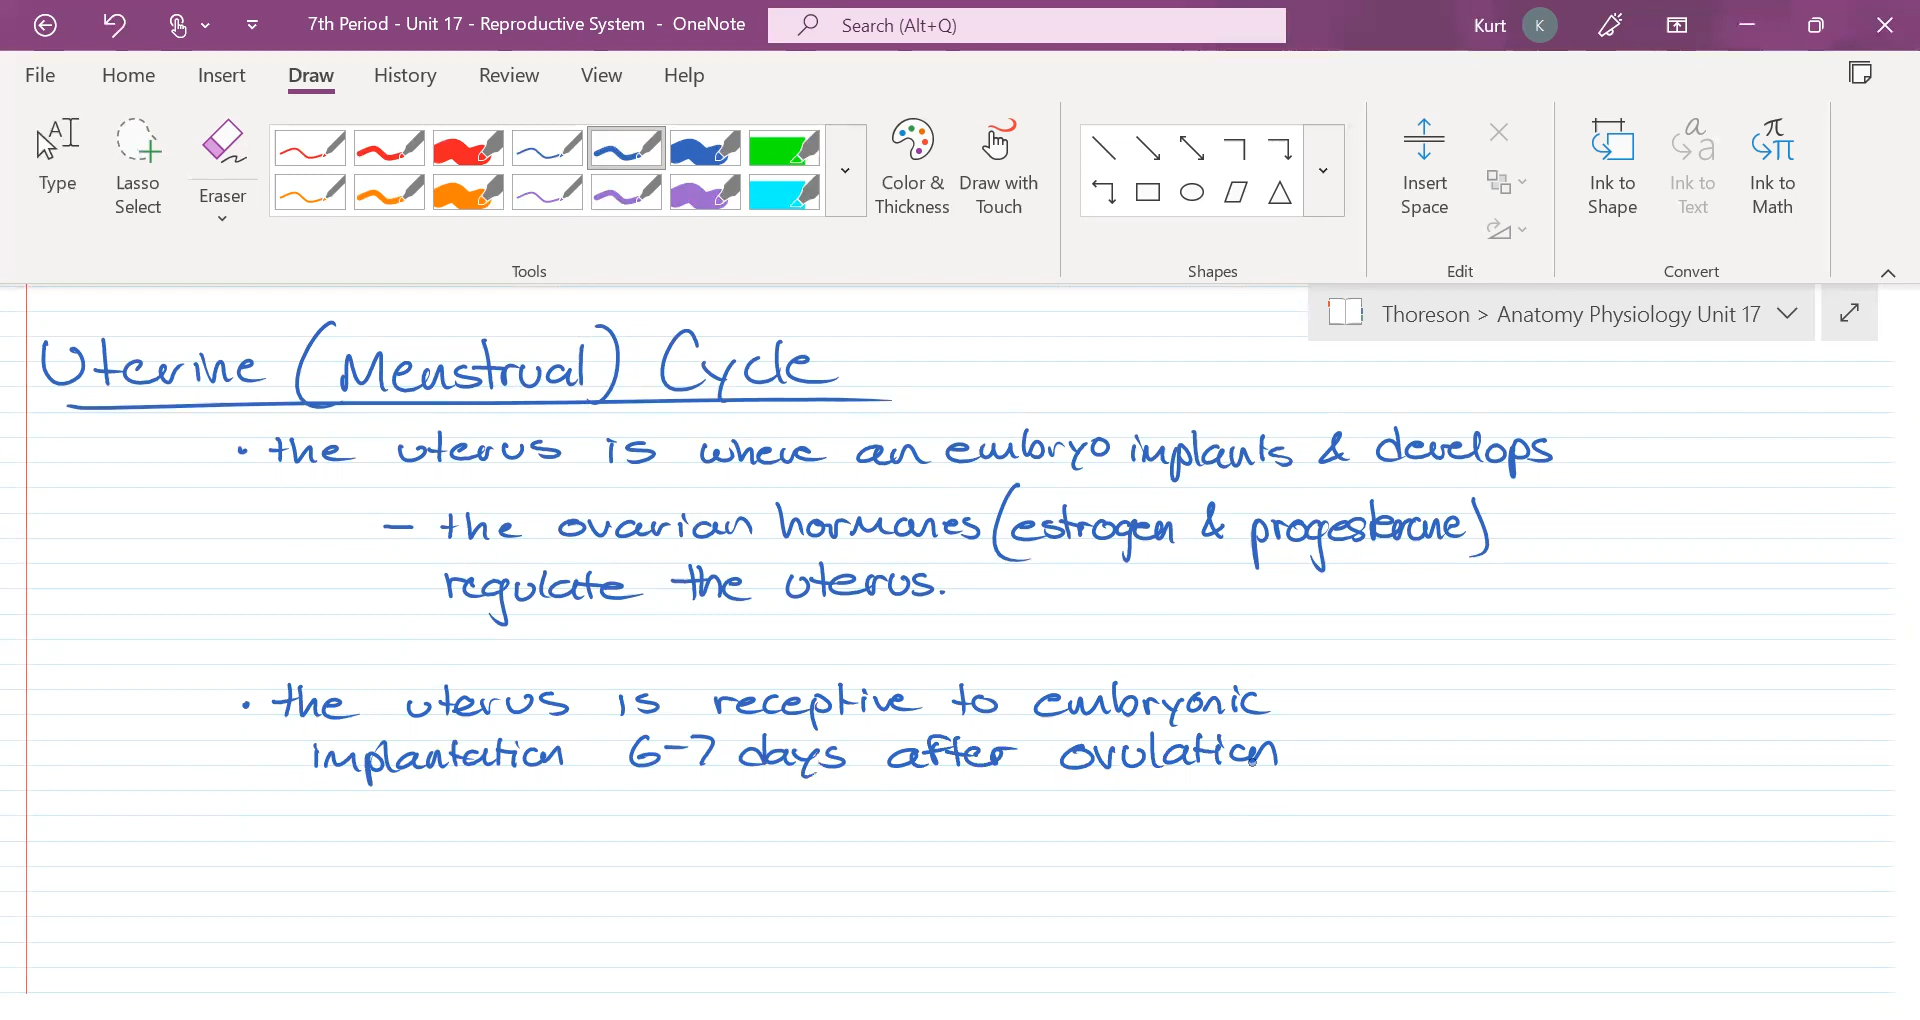 7th Period - Unit 17 - Reproductive System - OneNote
Search (Alt+Q)
Kurt K
File Home Insert Draw History Review View Help
Type
Lasso Select
Eraser
Color & Thickness
Draw with Touch
Insert Space
Ink to Shape
Ink to Text
Ink to Math
Tools Shapes Edit Convert
Thoreson > Anatomy Physiology Unit 17
Uterine (Menstrual) Cycle
• the uterus is where an embryo implants & develops
– the ovarian hormones (estrogen & progesterone)
regulate the uterus.
• the uterus is receptive to embryonic
implantation 6-7 days after ovulation